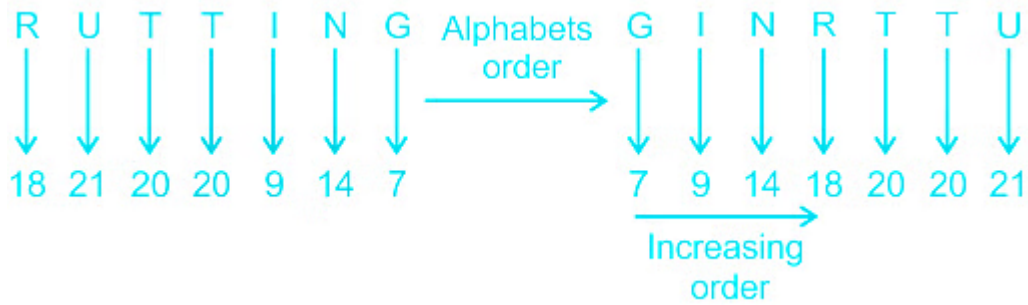 R U T T I N G Alphabets order G I N R T T U
18 21 20 20 9 14 7 7 9 14 18 20 20 21
Increasing
order